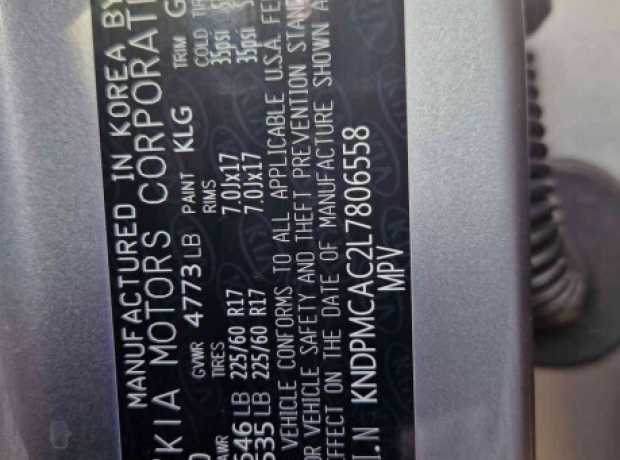 MANUFACTURED IN KOREA BY
KIA MOTORS CORPORATI
GVWR 4773 LB PAINT KLG TRIM G
TIRES RIMS COLD
646 LB 225/60 R17 7.0Jx17 35psi
535 LB 225/60 R17 7.0Jx17 35psi
VEHICLE CONFORMS TO ALL APPLICABLE U.S.A. FE
OR VEHICLE SAFETY AND THEFT PREVENTION STAN
EFFECT ON THE DATE OF MANUFACTURE SHOWN A
I.N KNDPMCAC2L7806558
MPV